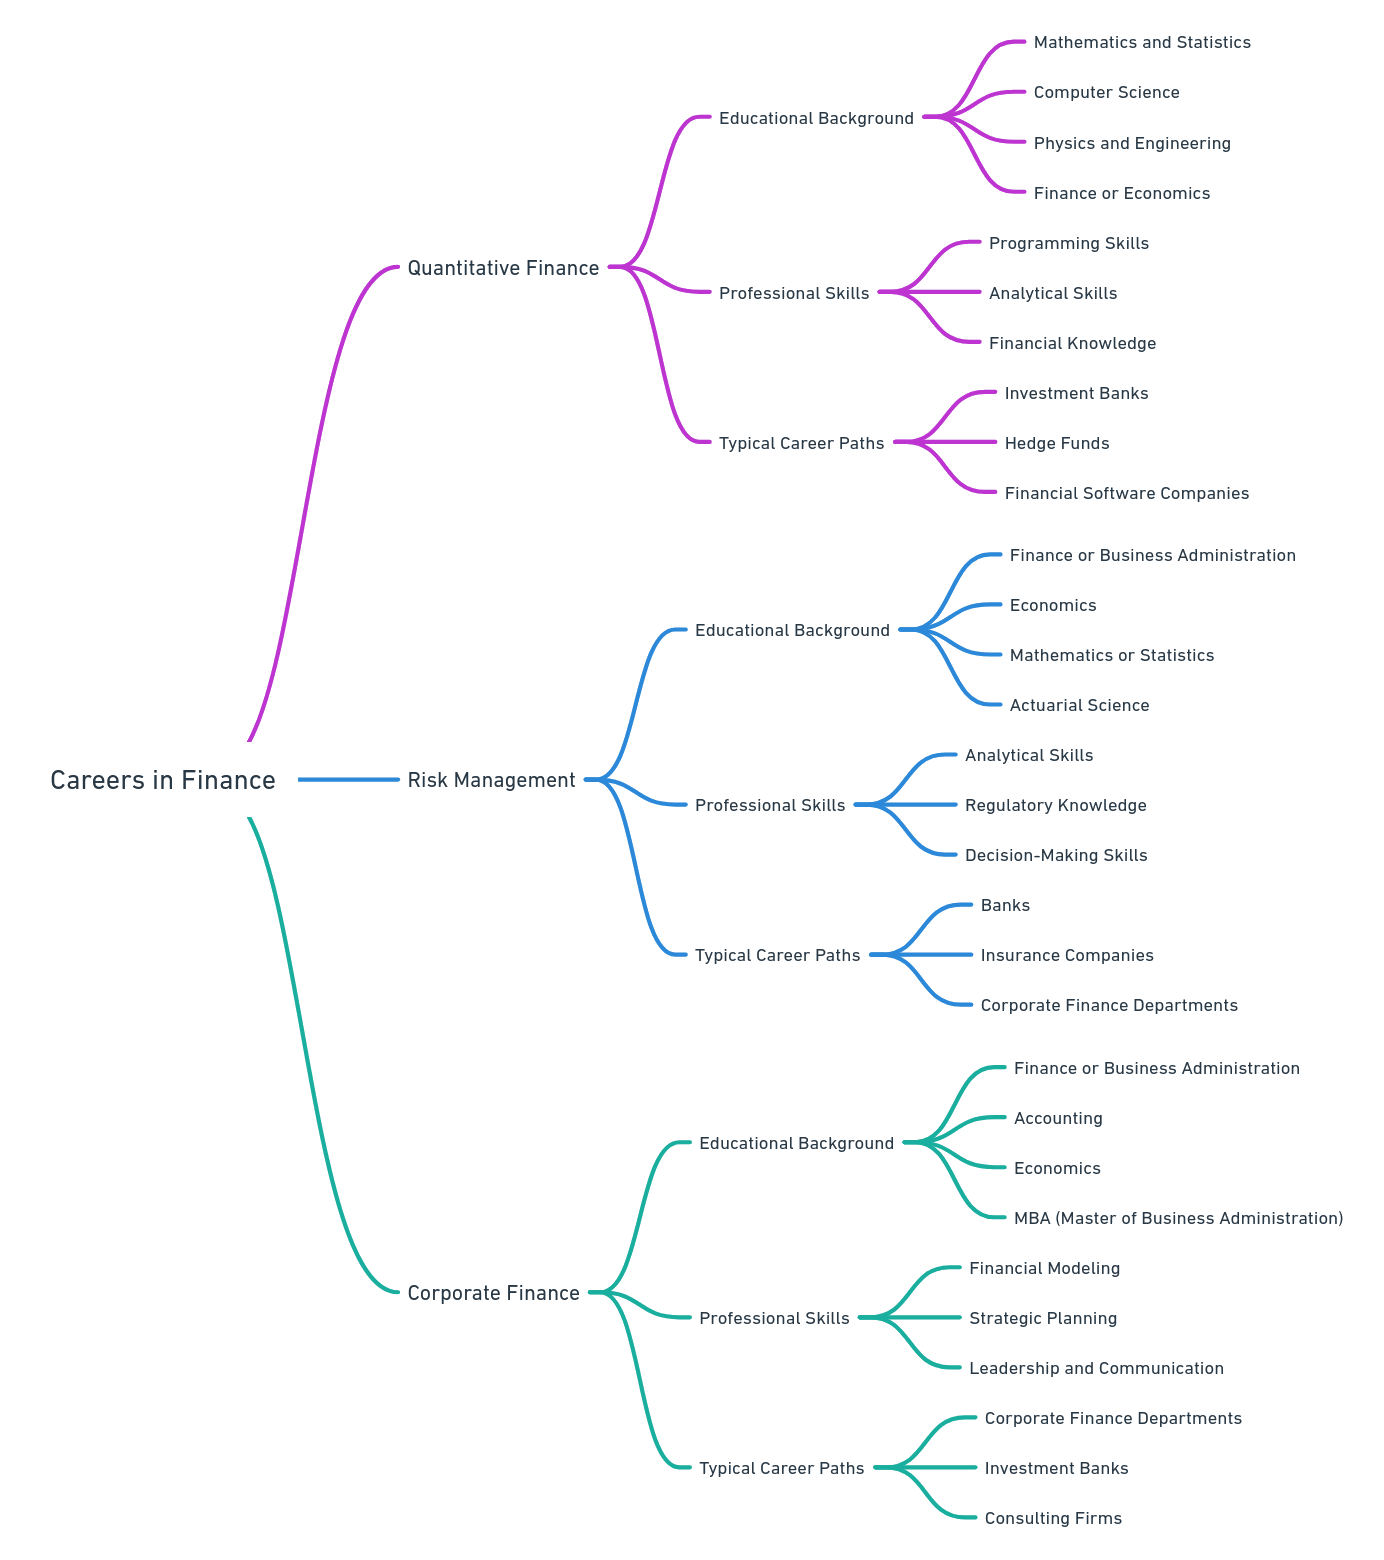 Careers in Finance
Quantitative Finance
Educational Background
Mathematics and Statistics
Computer Science
Physics and Engineering
Finance or Economics
Professional Skills
Programming Skills
Analytical Skills
Financial Knowledge
Typical Career Paths
Investment Banks
Hedge Funds
Financial Software Companies
Risk Management
Educational Background
Finance or Business Administration
Economics
Mathematics or Statistics
Actuarial Science
Professional Skills
Analytical Skills
Regulatory Knowledge
Decision-Making Skills
Typical Career Paths
Banks
Insurance Companies
Corporate Finance Departments
Corporate Finance
Educational Background
Finance or Business Administration
Accounting
Economics
MBA (Master of Business Administration)
Professional Skills
Financial Modeling
Strategic Planning
Leadership and Communication
Typical Career Paths
Corporate Finance Departments
Investment Banks
Consulting Firms